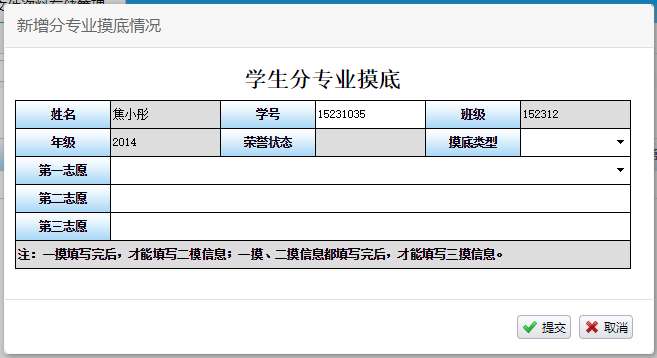 新增分专业摸底情况
学生分专业摸底
姓名 焦小彤 学号 15231035 班级 152312
年级 2014 荣誉状态 摸底类型
第一志愿
第二志愿
第三志愿
注：一摸填写完后，才能填写二模信息；一摸、二摸信息都填写完后，才能填写三摸信息。
提交 取消